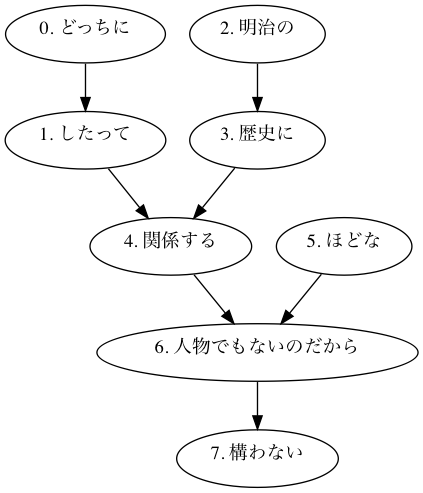 0. どっちに
2. 明治の
1. したって
3. 歴史に
4. 関係する
5. ほどな
6. 人物でもないのだから
7. 構わない